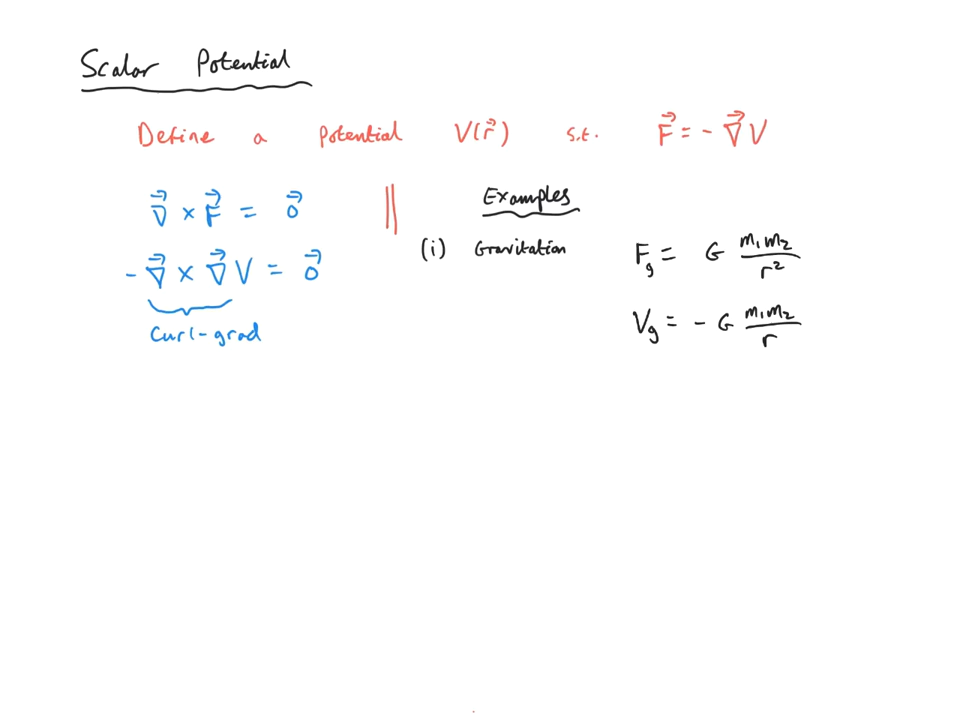 Scalar Potential
Define a potential V(r⃗) s.t. F⃗ = - ∇⃗V
∇⃗ × F⃗ = 0⃗
- ∇⃗ × ∇⃗V = 0⃗
Curl-grad
Examples
(i) Gravitation F_g = G m₁m₂/r²
V_g = - G m₁m₂/r